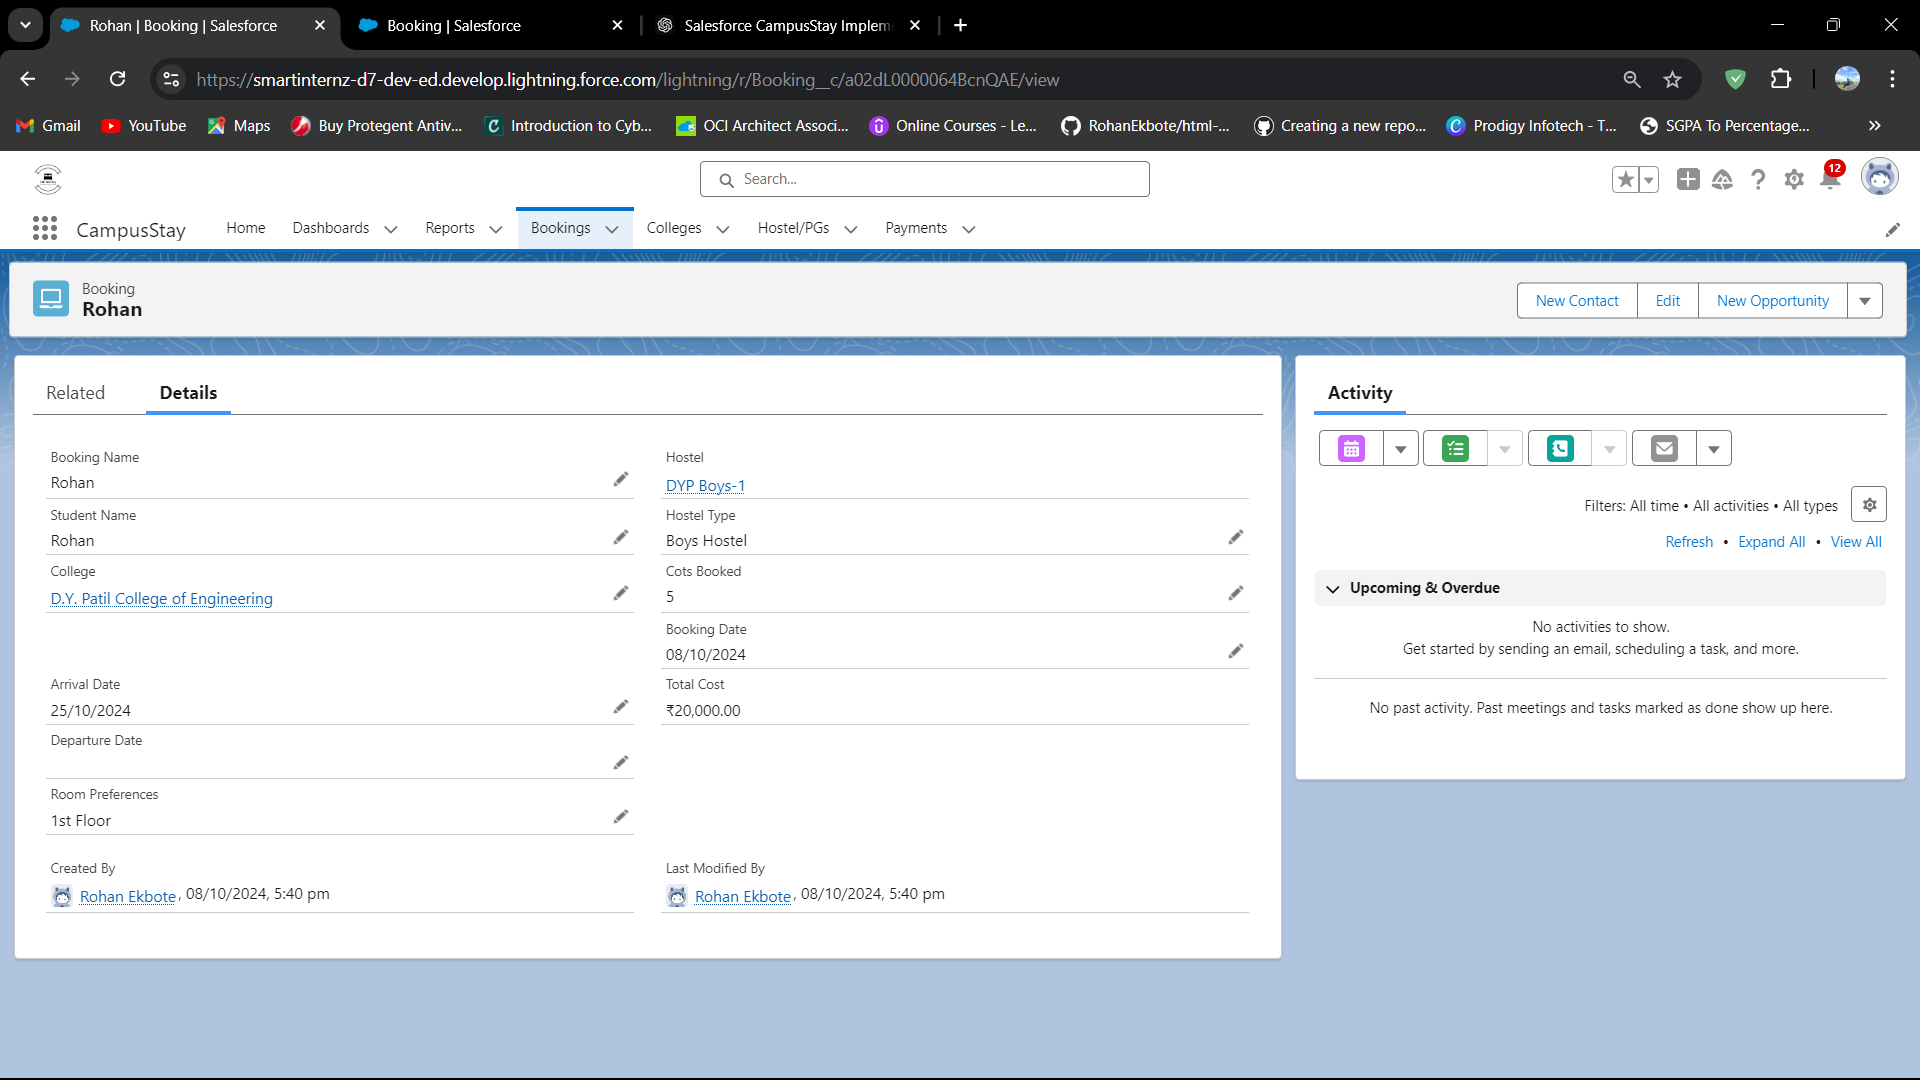 Rohan | Booking | Salesforce
Booking | Salesforce
Salesforce CampusStay Implem
https://smartinternz-d7-dev-ed.develop.lightning.force.com/lightning/r/Booking__c/a02dL0000064BcnQAE/view
Gmail
YouTube
Maps
Buy Protegent Antiv...
Introduction to Cyb...
OCI Architect Associ...
Online Courses - Le...
RohanEkbote/html-...
Creating a new repo...
Prodigy Infotech - T...
SGPA To Percentage...
Search...
12
CampusStay
Home
Dashboards
Reports
Bookings
Colleges
Hostel/PGs
Payments
Booking
Rohan
New Contact
Edit
New Opportunity
Related
Details
Booking Name
Rohan
Student Name
Rohan
College
D.Y. Patil College of Engineering
Arrival Date
25/10/2024
Departure Date
Room Preferences
1st Floor
Created By
Rohan Ekbote, 08/10/2024, 5:40 pm
Hostel
DYP Boys-1
Hostel Type
Boys Hostel
Cots Booked
5
Booking Date
08/10/2024
Total Cost
₹20,000.00
Last Modified By
Rohan Ekbote, 08/10/2024, 5:40 pm
Activity
Filters: All time • All activities • All types
Refresh • Expand All • View All
Upcoming & Overdue
No activities to show.
Get started by sending an email, scheduling a task, and more.
No past activity. Past meetings and tasks marked as done show up here.